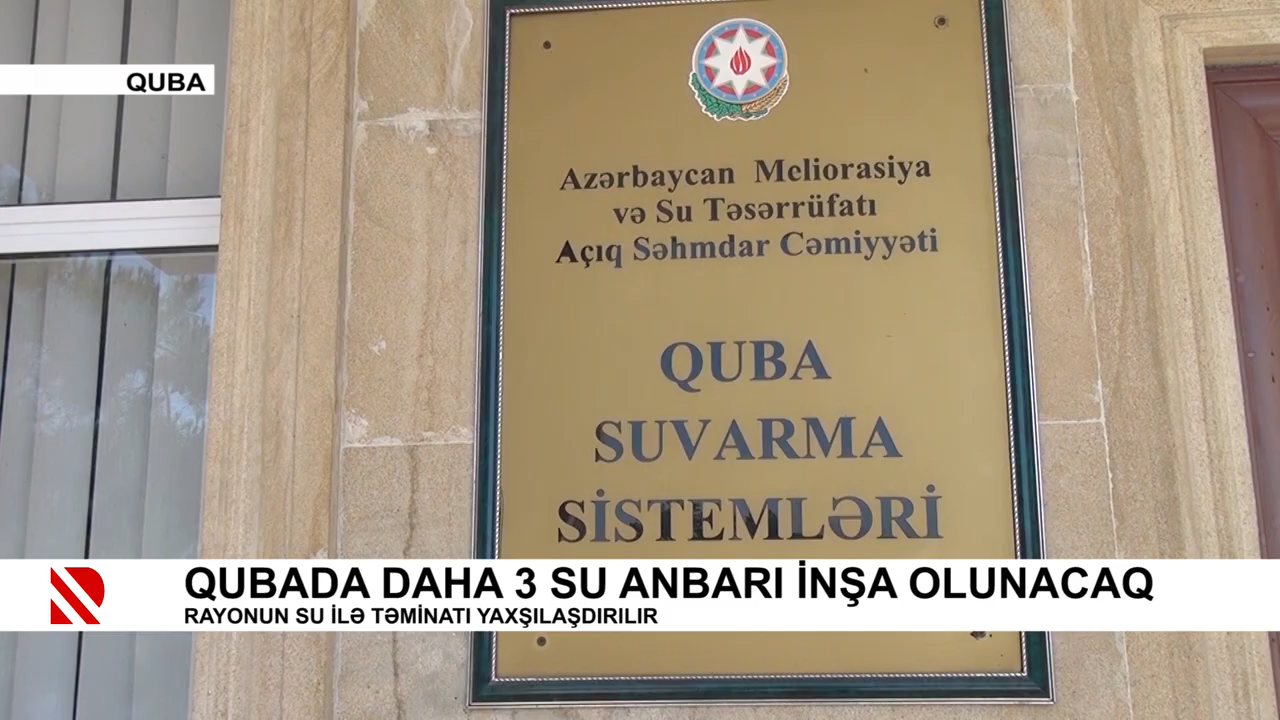 QUBA
Azərbaycan Meliorasiya
və Su Təsərrüfatı
Açıq Səhmdar Cəmiyyəti
QUBA
SUVARMA
SİSTEMLƏRİ
QUBADA DAHA 3 SU ANBARI İNŞA OLUNACAQ
RAYONUN SU İLƏ TƏMİNATI YAXŞILAŞDIRILIR